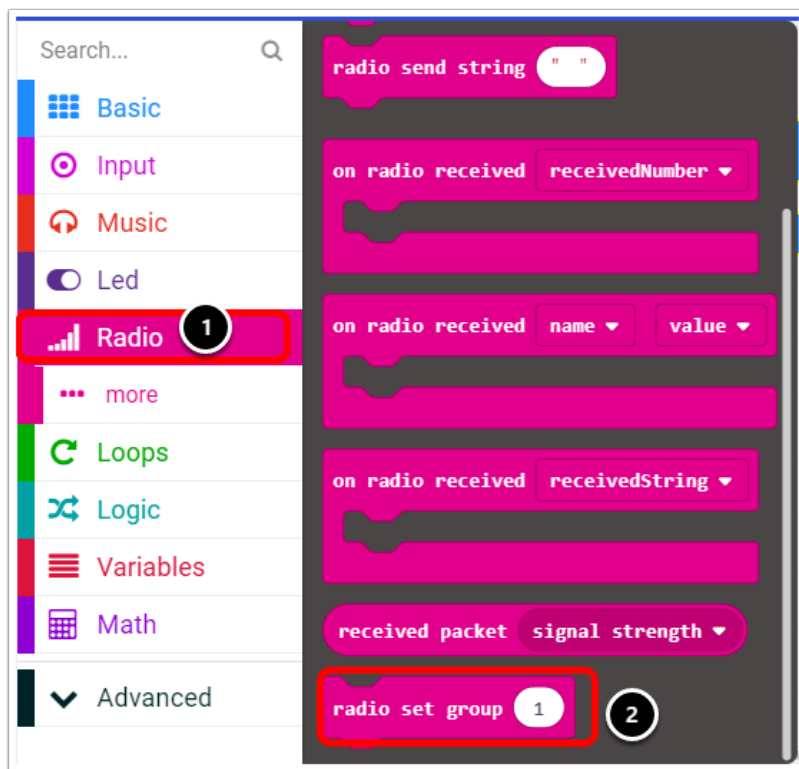 Search...
Basic
Input
Music
Led
Radio 1
more
Loops
Logic
Variables
Math
Advanced
radio send string " "
on radio received receivedNumber
on radio received name value
on radio received receivedString
received packet signal strength
radio set group 1
2